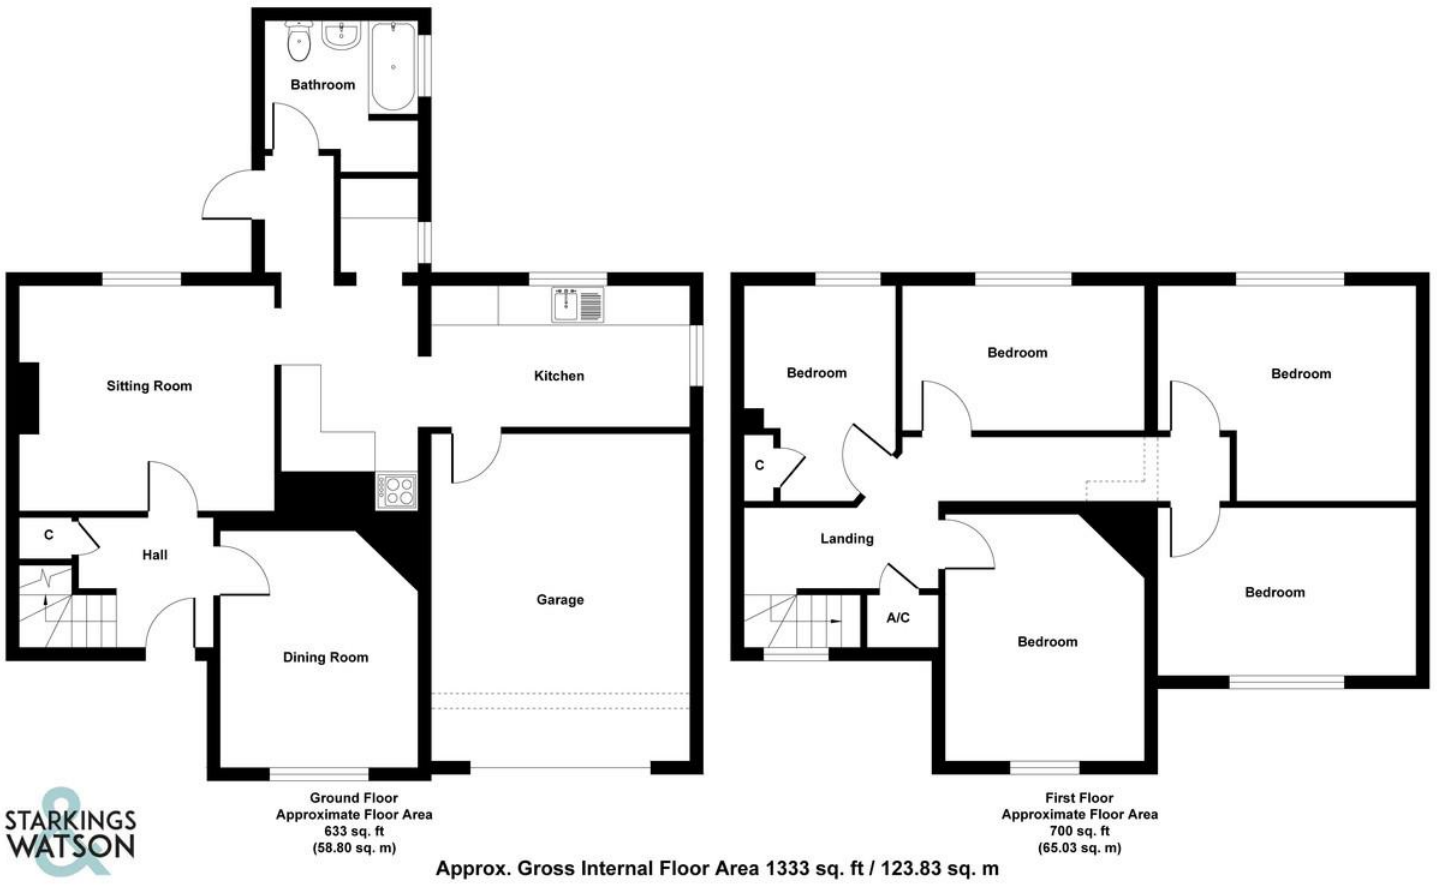 Bathroom
Sitting Room
Kitchen
C
Hall
Garage
Dining Room
Bedroom
Bedroom
Bedroom
C
Landing
A/C
Bedroom
Bedroom
Ground Floor
Approximate Floor Area
633 sq. ft
(58.80 sq. m)
First Floor
Approximate Floor Area
700 sq. ft
(65.03 sq. m)
&
STARKINGS
WATSON
Approx. Gross Internal Floor Area 1333 sq. ft / 123.83 sq. m